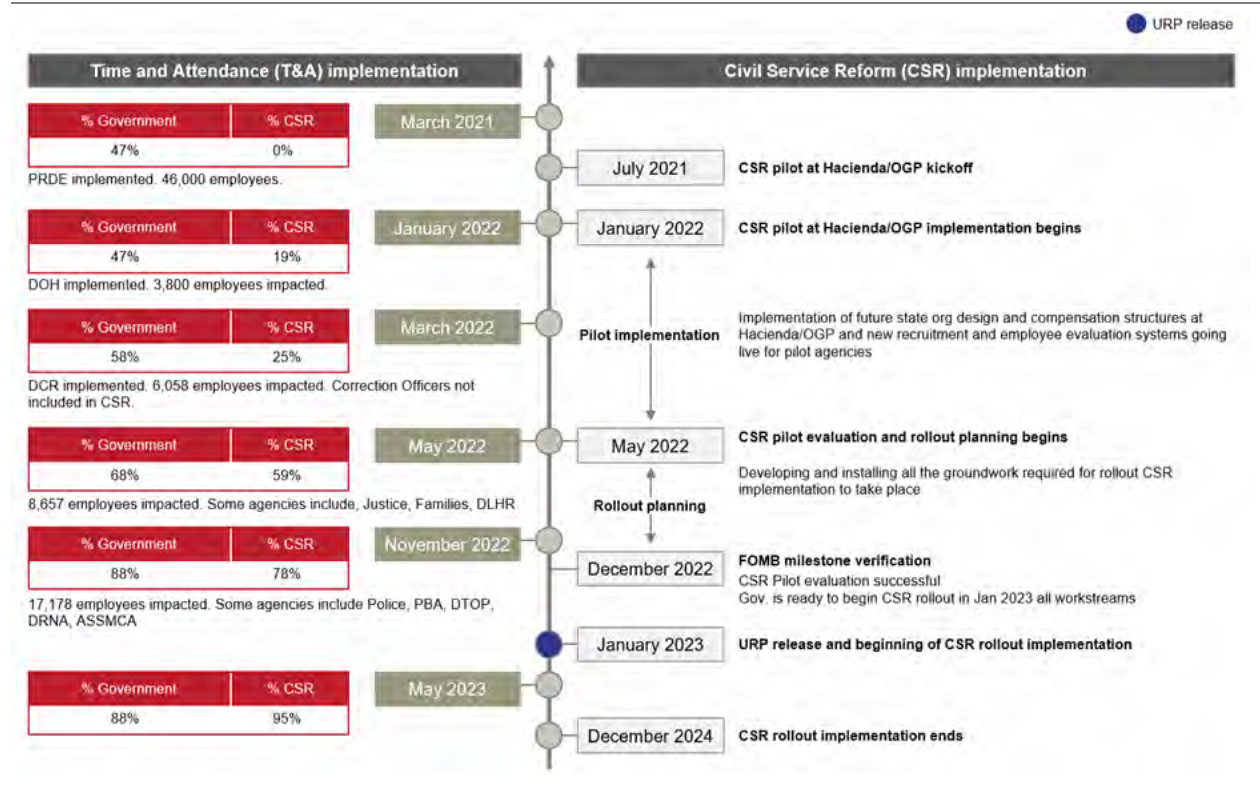 URP release
Time and Attendance (T&A) implementation
Civil Service Reform (CSR) implementation
% Government % CSR
47% 0%
March 2021
PRDE implemented. 46,000 employees.
July 2021
CSR pilot at Hacienda/OGP kickoff
% Government % CSR
47% 19%
January 2022
DOH implemented. 3,800 employees impacted.
January 2022
CSR pilot at Hacienda/OGP implementation begins
% Government % CSR
58% 25%
March 2022
DCR implemented. 6,058 employees impacted. Correction Officers not
included in CSR.
Pilot implementation
Implementation of future state org design and compensation structures at
Hacienda/OGP and new recruitment and employee evaluation systems going
live for pilot agencies
% Government % CSR
68% 59%
May 2022
8,657 employees impacted. Some agencies include, Justice, Families, DLHR
May 2022
CSR pilot evaluation and rollout planning begins
Developing and installing all the groundwork required for rollout CSR
implementation to take place
Rollout planning
% Government % CSR
88% 78%
November 2022
17,178 employees impacted. Some agencies include Police, PBA, DTOP,
DRNA, ASSMCA
December 2022
FOMB milestone verification
CSR Pilot evaluation successful
Gov. is ready to begin CSR rollout in Jan 2023 all workstreams
January 2023
URP release and beginning of CSR rollout implementation
% Government % CSR
88% 95%
May 2023
December 2024
CSR rollout implementation ends